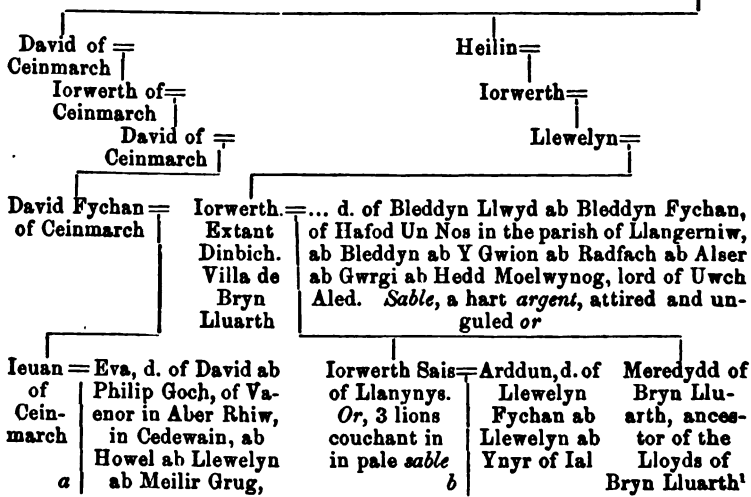 David of =
Ceinmarch
Heilin=
Iorwerth of=
Ceinmarch
Iorwerth=
David of =
Ceinmarch
Llewelyn=
David Fychan =
of Ceinmarch
Iorwerth.=... d. of Bleddyn Llwyd ab Bleddyn Fychan,
Extant of Hafod Un Nos in the parish of Llangerniw,
Dinbich. ab Bleddyn ab Y Gwion ab Radfach ab Alser
Villa de ab Gwrgi ab Hedd Moelwynog, lord of Uwch
Bryn Aled. Sable, a hart argent, attired and un-
Lluarth guled or
Ieuan =
of
Cein-
march
Eva, d. of David ab
Philip Goch, of Va-
enor in Aber Rhiw,
in Cedewain, ab
Howel ab Llewelyn
ab Meilir Grug,
a
Iorwerth Sais=
of Llanynys.
Or, 3 lions
couchant in
in pale sable
b
Arddun, d. of
Llewelyn
Fychan ab
Llewelyn ab
Ynyr of Ial
Meredydd of
Bryn Llu-
arth, ances-
tor of the
Lloyds of
Bryn Lluarth¹